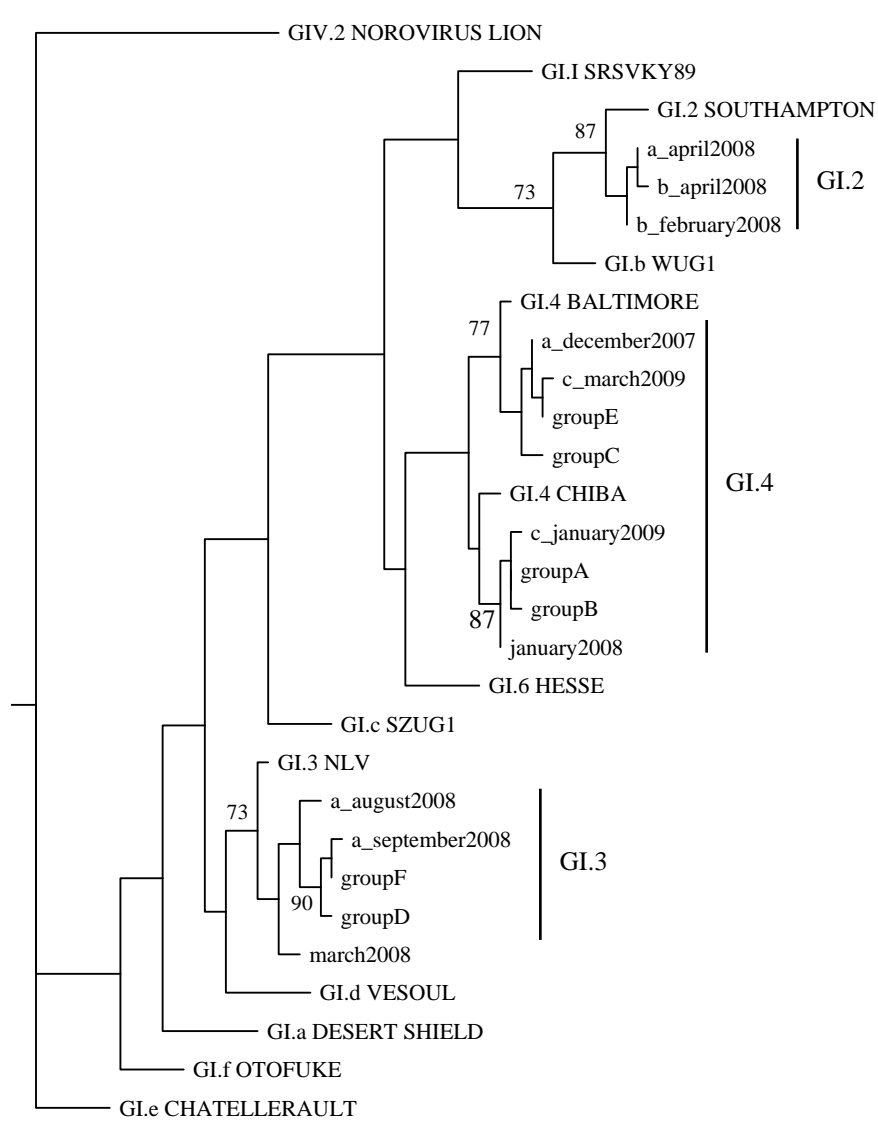 GIV.2 NOROVIRUS LION
GI.I SRSVKY89
GI.2 SOUTHAMPTON
87
a_april2008
GI.2
b_april2008
73
b_february2008
GI.b WUG1
GI.4 BALTIMORE
77
a_december2007
c_march2009
groupE
groupC
GI.4
GI.4 CHIBA
c_january2009
groupA
groupB
87
january2008
GI.6 HESSE
GI.c SZUG1
GI.3 NLV
73
a_august2008
a_september2008
GI.3
groupF
90
groupD
march2008
GI.d VESOUL
GI.a DESERT SHIELD
GI.f OTOFUKE
GI.e CHATELLERAULT